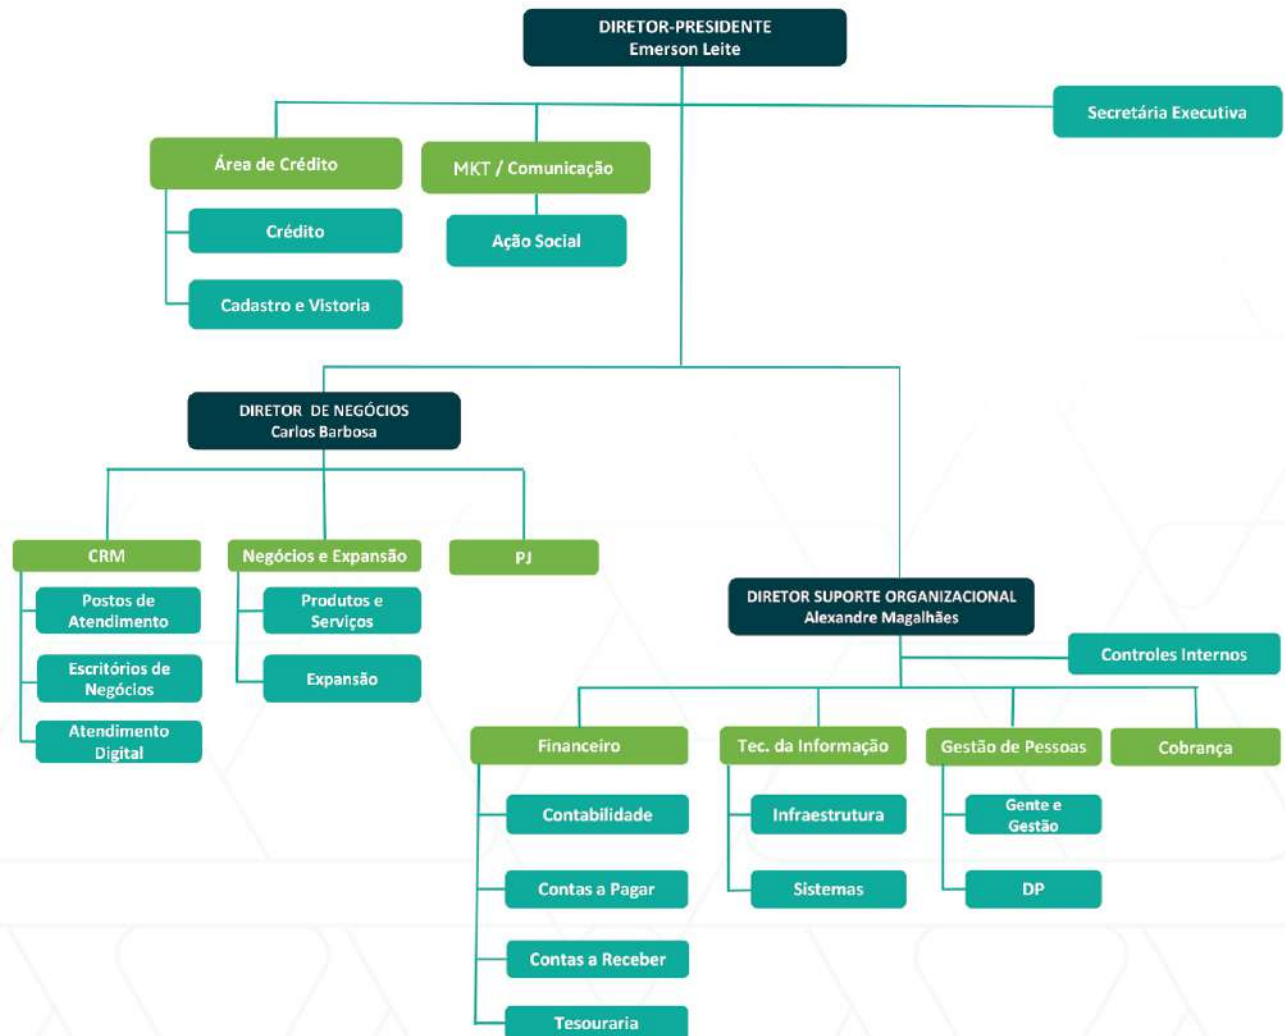 DIRETOR-PRESIDENTE
Emerson Leite
Secretária Executiva
Área de Crédito
MKT / Comunicação
Crédito
Ação Social
Cadastro e Vistoria
DIRETOR DE NEGÓCIOS
Carlos Barbosa
CRM
Negócios e Expansão
PJ
Postos de
Atendimento
Produtos e
Serviços
Escritórios de
Negócios
Expansão
Atendimento
Digital
DIRETOR SUPORTE ORGANIZACIONAL
Alexandre Magalhães
Controles Internos
Financeiro
Tec. da Informação
Gestão de Pessoas
Cobrança
Contabilidade
Infraestrutura
Gente e
Gestão
Contas a Pagar
Sistemas
DP
Contas a Receber
Tesouraria